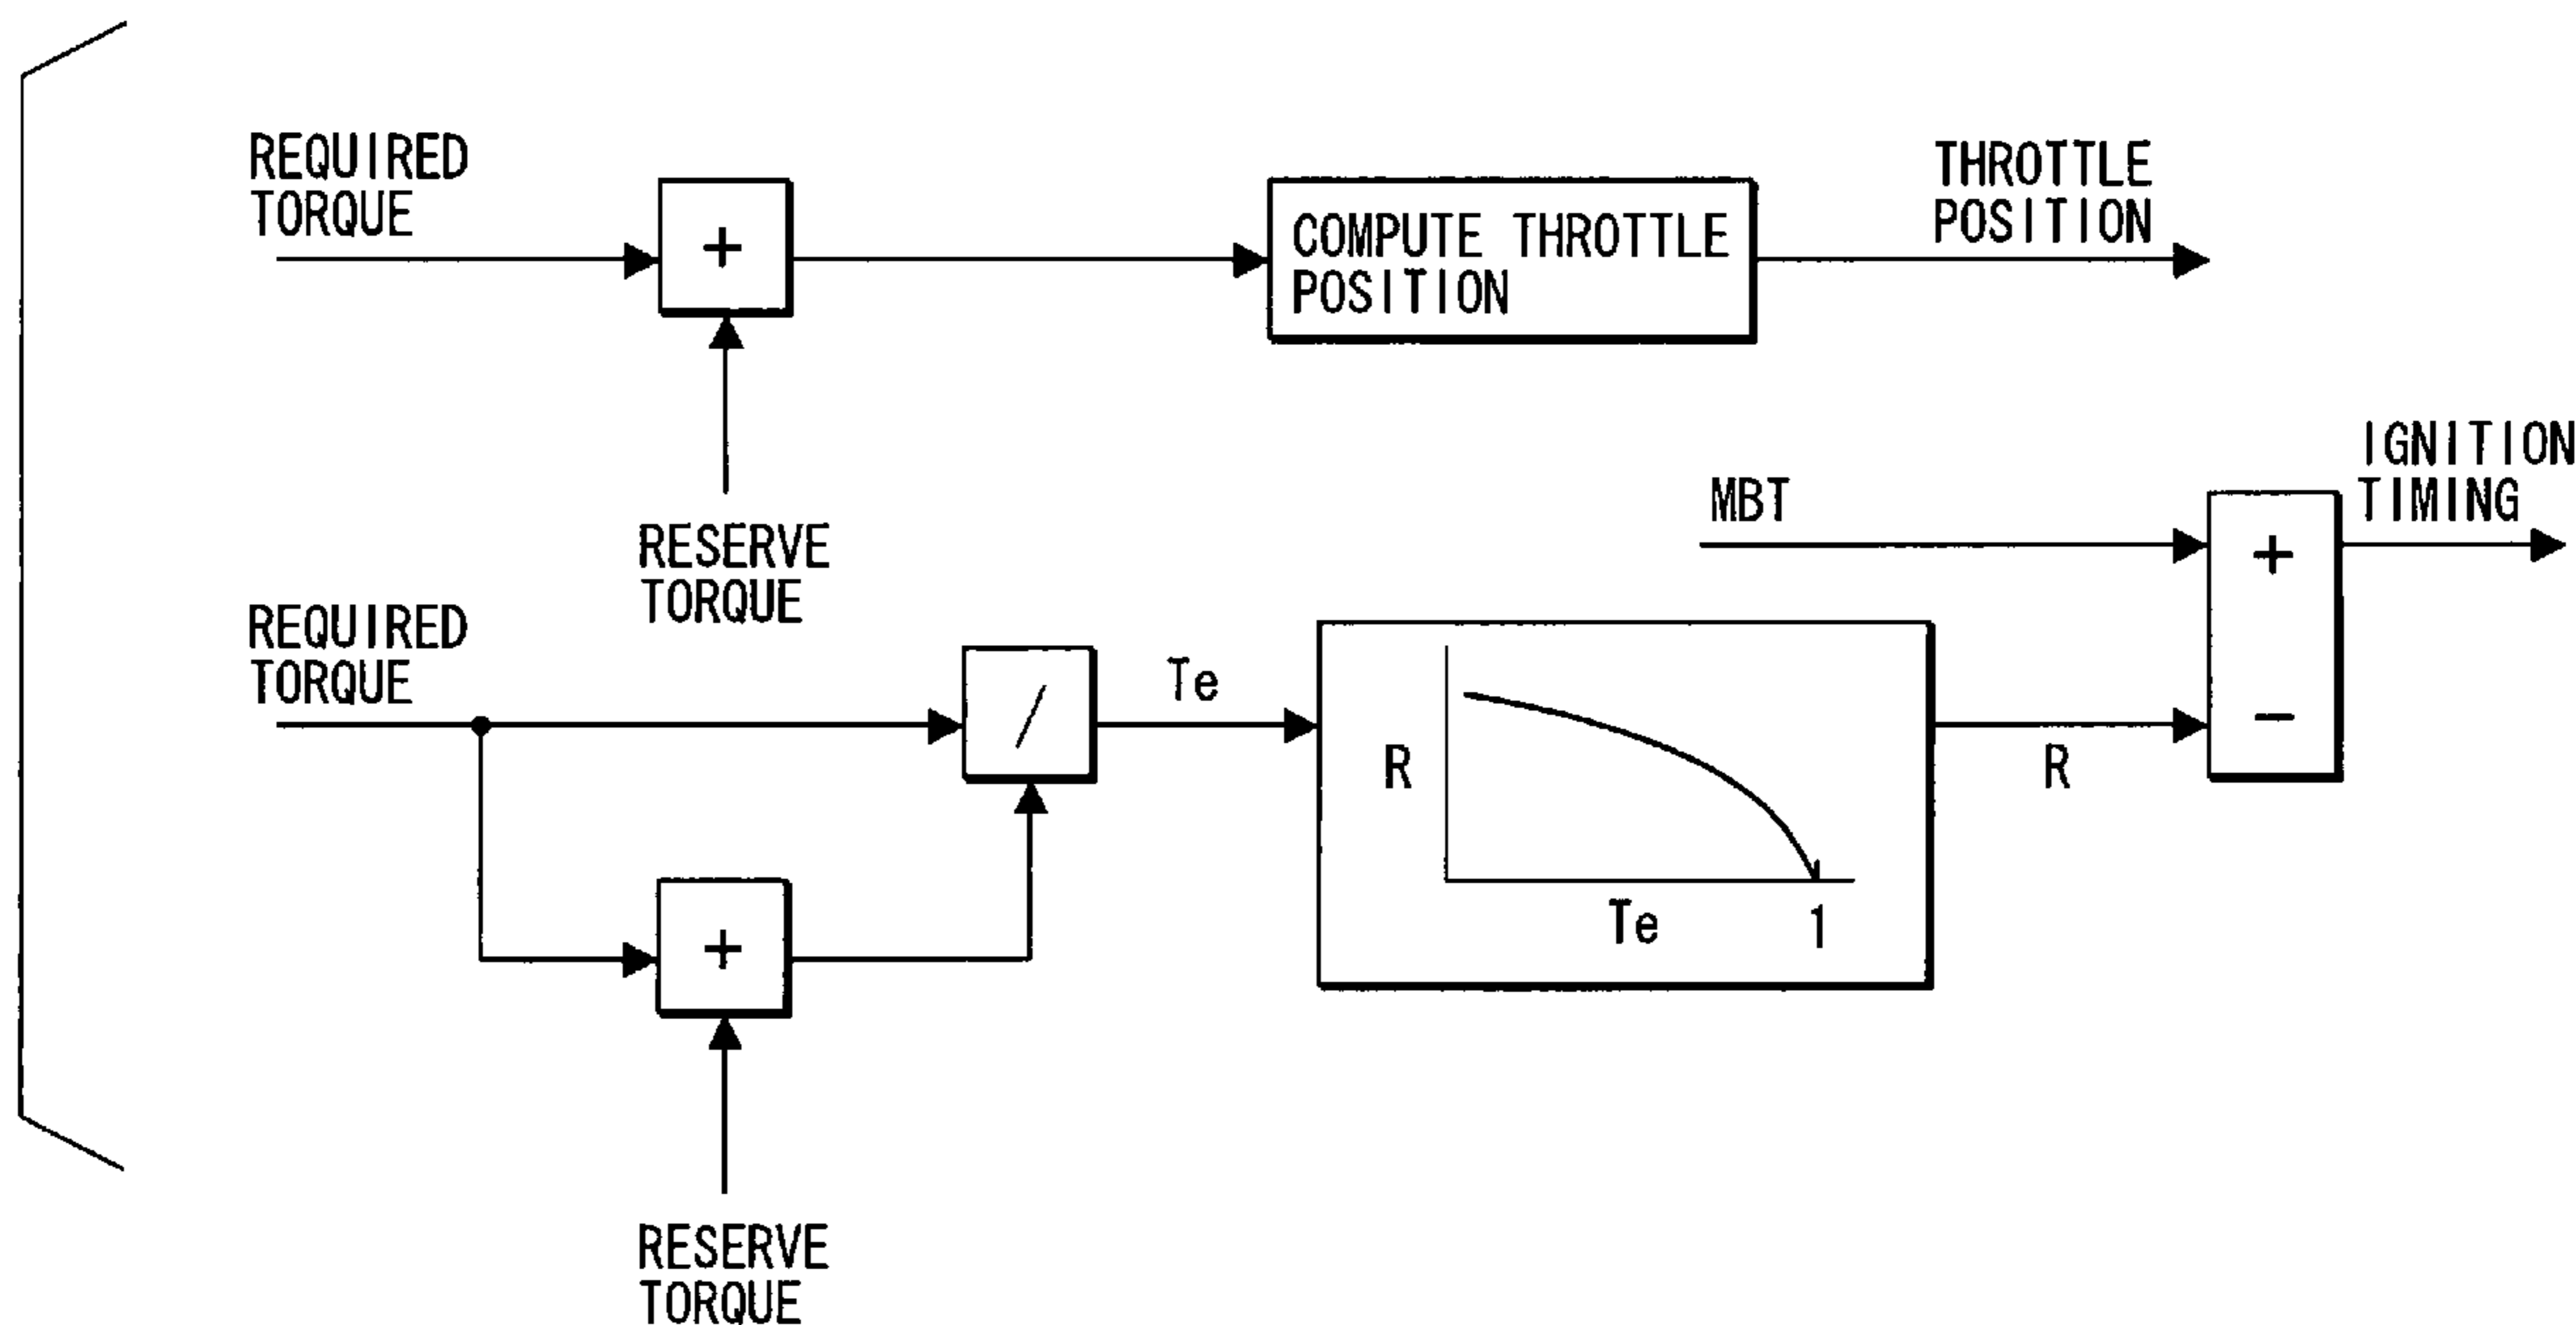 REQUIRED
TORQUE
+
COMPUTE THROTTLE
POSITION
THROTTLE
POSITION
RESERVE
TORQUE
MBT
IGNITION
TIMING
+
−
REQUIRED
TORQUE
/
Te
R
Te
1
R
+
RESERVE
TORQUE